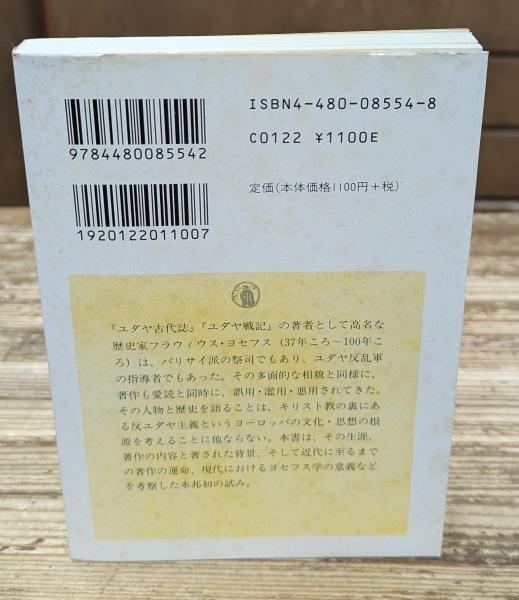 ISBN4-480-08554-8
C0122 ¥1100E
9784480085542
定価(本体価格1100円+税)
1920122011007
『ユダヤ古代誌』『ユダヤ戦記』の著者として高名な
歴史家フラウィウス・ヨセフス (37年ころ―100年こ
ろ) は、パリサイ派の祭司でもあり、ユダヤ反乱軍
の指導者でもあった。その多面的な相貌と同様に、
著作も愛読と同時に、誤用・濫用・悪用されてきた。
その人物と歴史を語ることは、キリスト教の裏にあ
る反ユダヤ主義というヨーロッパの文化・思想の根
源を考えることに他ならない。本書は、その生涯、
著作の内容と著された背景、そして近代に至るまで
の著作の運命、現代におけるヨセフス学の意義など
を考察した本邦初の試み。